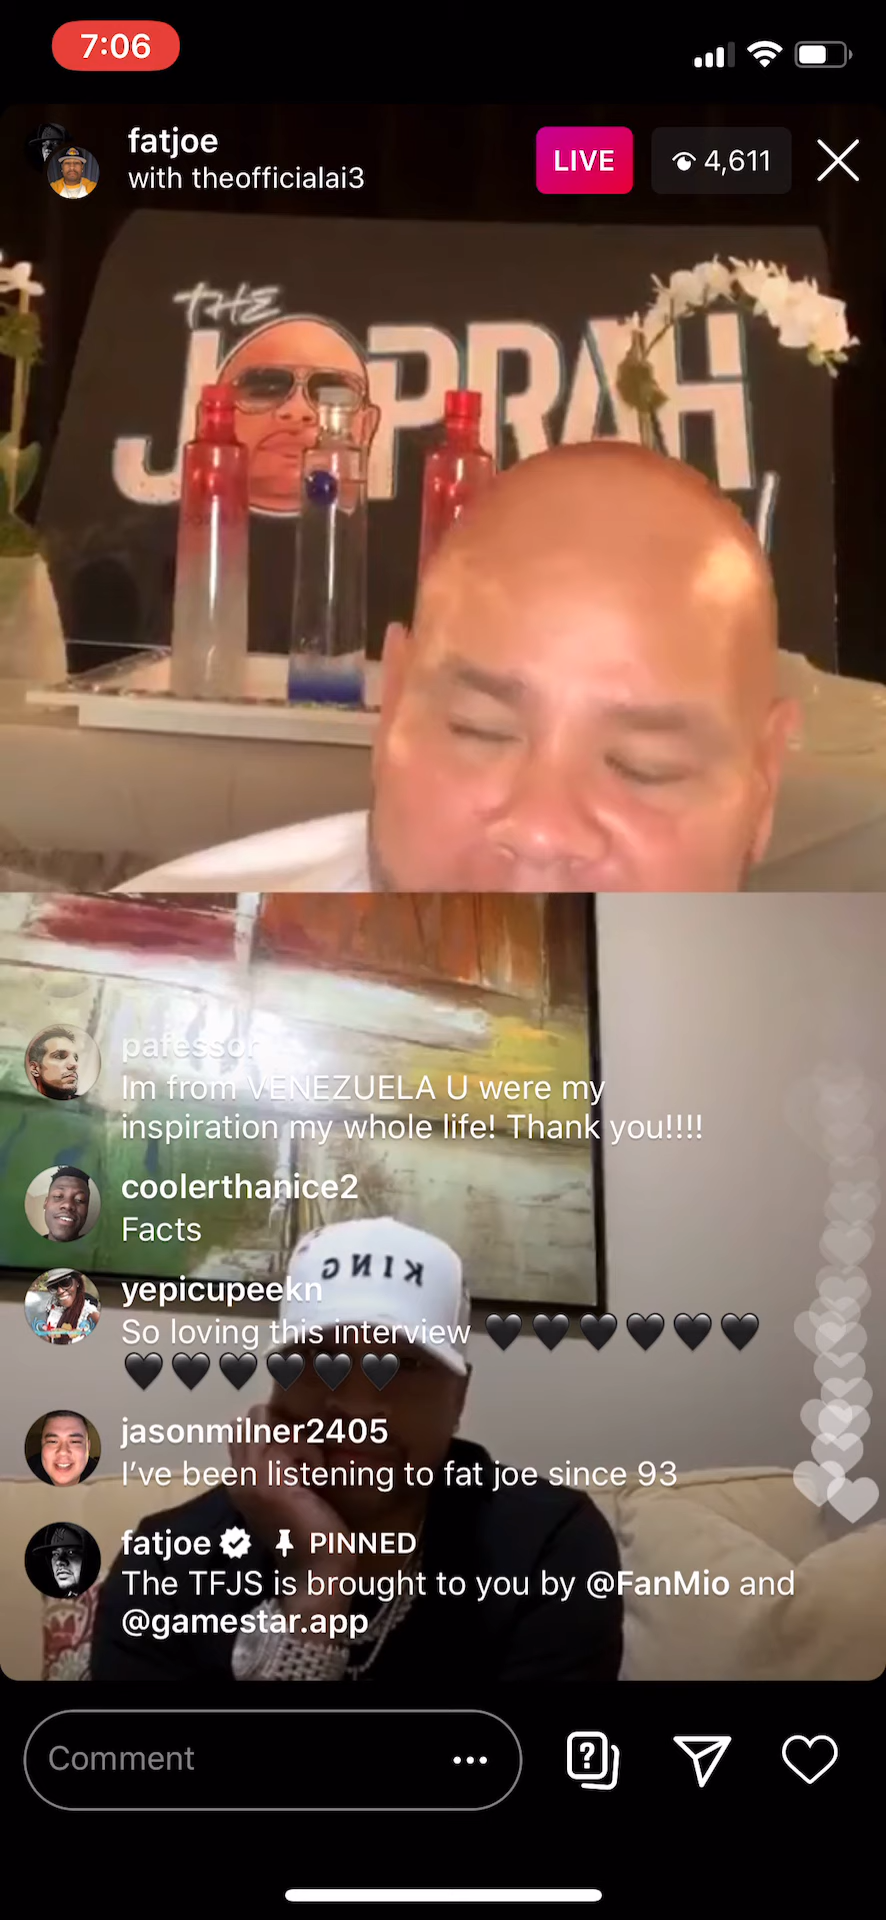 7:06
fatjoe
with theofficialai3
LIVE
4,611
THE
J PRAH
pafessor
Im from VENEZUELA U were my
inspiration my whole life! Thank you!!!!
coolerthanice2
Facts
KING
yepicupeekn
So loving this interview 🖤🖤🖤🖤🖤🖤
🖤🖤🖤🖤🖤🖤
jasonmilner2405
I've been listening to fat joe since 93
fatjoe PINNED
The TFJS is brought to you by @FanMio and
@gamestar.app
Comment